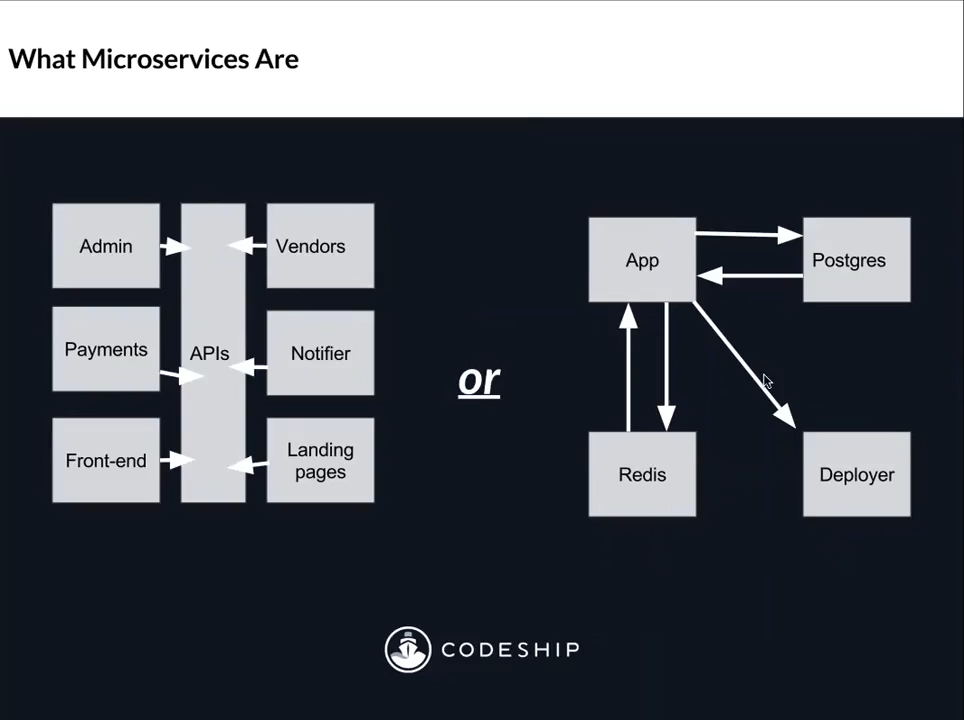 What Microservices Are
Admin
Payments
Front-end
APIs
Vendors
Notifier
Landing
pages
or
App
Postgres
Redis
Deployer
CODESHIP